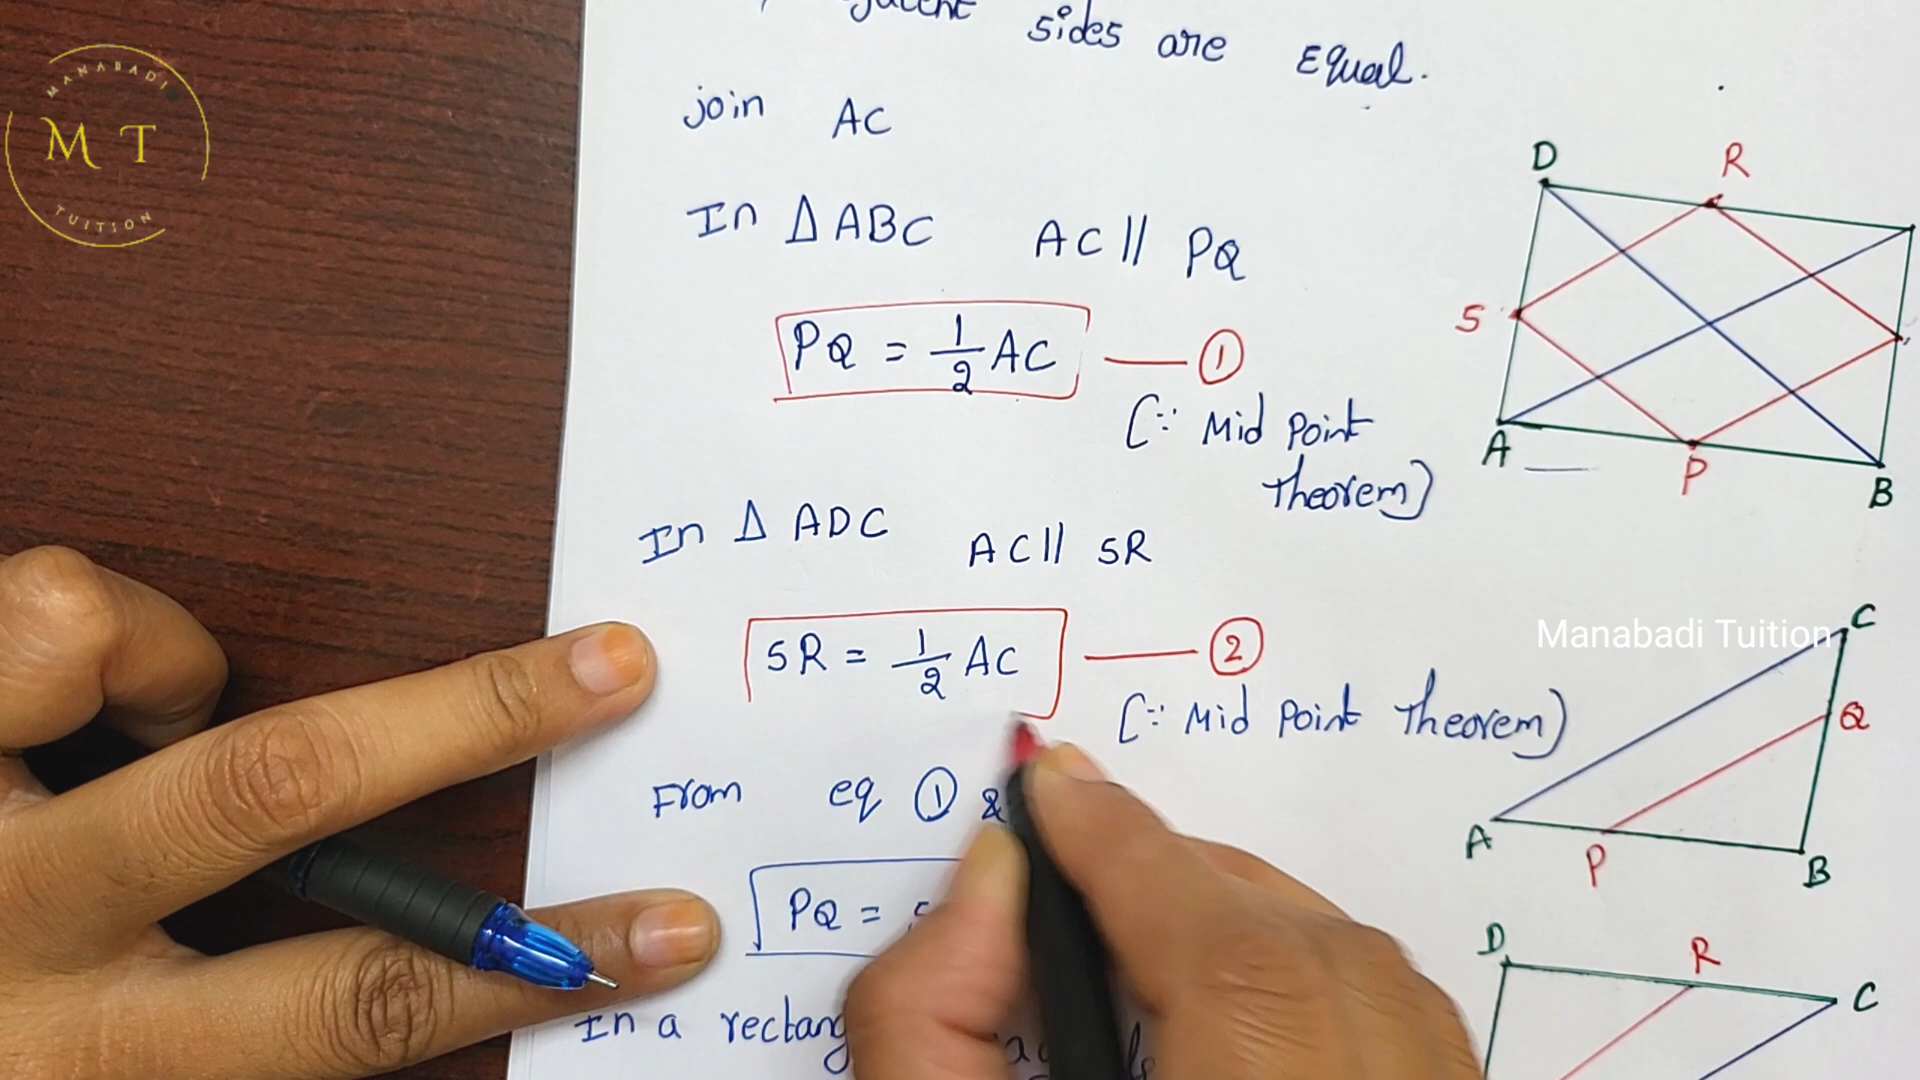 sides are Equal.
join AC
In Δ ABC AC || PQ
PQ = 1/2 AC —— ①
(∵ Mid Point
Theorem)
In Δ ADC AC || SR
SR = 1/2 AC —— ②
(∵ Mid Point Theorem)
From eq ① &
PQ =
In a
D R
S
A P B
C
Q
A P B
D R
C
MANABADI
M T
TUITION
Manabadi Tuition